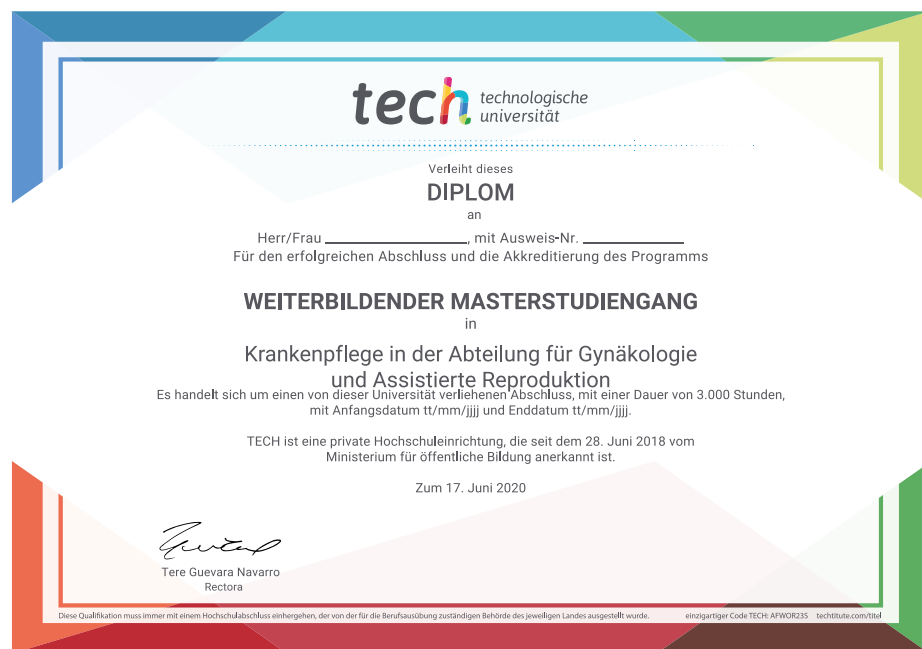 tech technologische
universität
Verleiht dieses
DIPLOM
an
Herr/Frau ____________________, mit Ausweis-Nr. ______________
Für den erfolgreichen Abschluss und die Akkreditierung des Programms
WEITERBILDENDER MASTERSTUDIENGANG
in
Krankenpflege in der Abteilung für Gynäkologie
und Assistierte Reproduktion
Es handelt sich um einen von dieser Universität verliehenen Abschluss, mit einer Dauer von 3.000 Stunden,
mit Anfangsdatum tt/mm/jjjj und Enddatum tt/mm/jjjj.
TECH ist eine private Hochschuleinrichtung, die seit dem 28. Juni 2018 vom
Ministerium für öffentliche Bildung anerkannt ist.
Zum 17. Juni 2020
Tere Guevara Navarro
Rectora
Diese Qualifikation muss immer mit einem Hochschulabschluss einhergehen, der von der für die Berufsausübung zuständigen Behörde des jeweiligen Landes ausgestellt wurde. einzigartiger Code TECH: AFWOR23S techtitute.com/titel